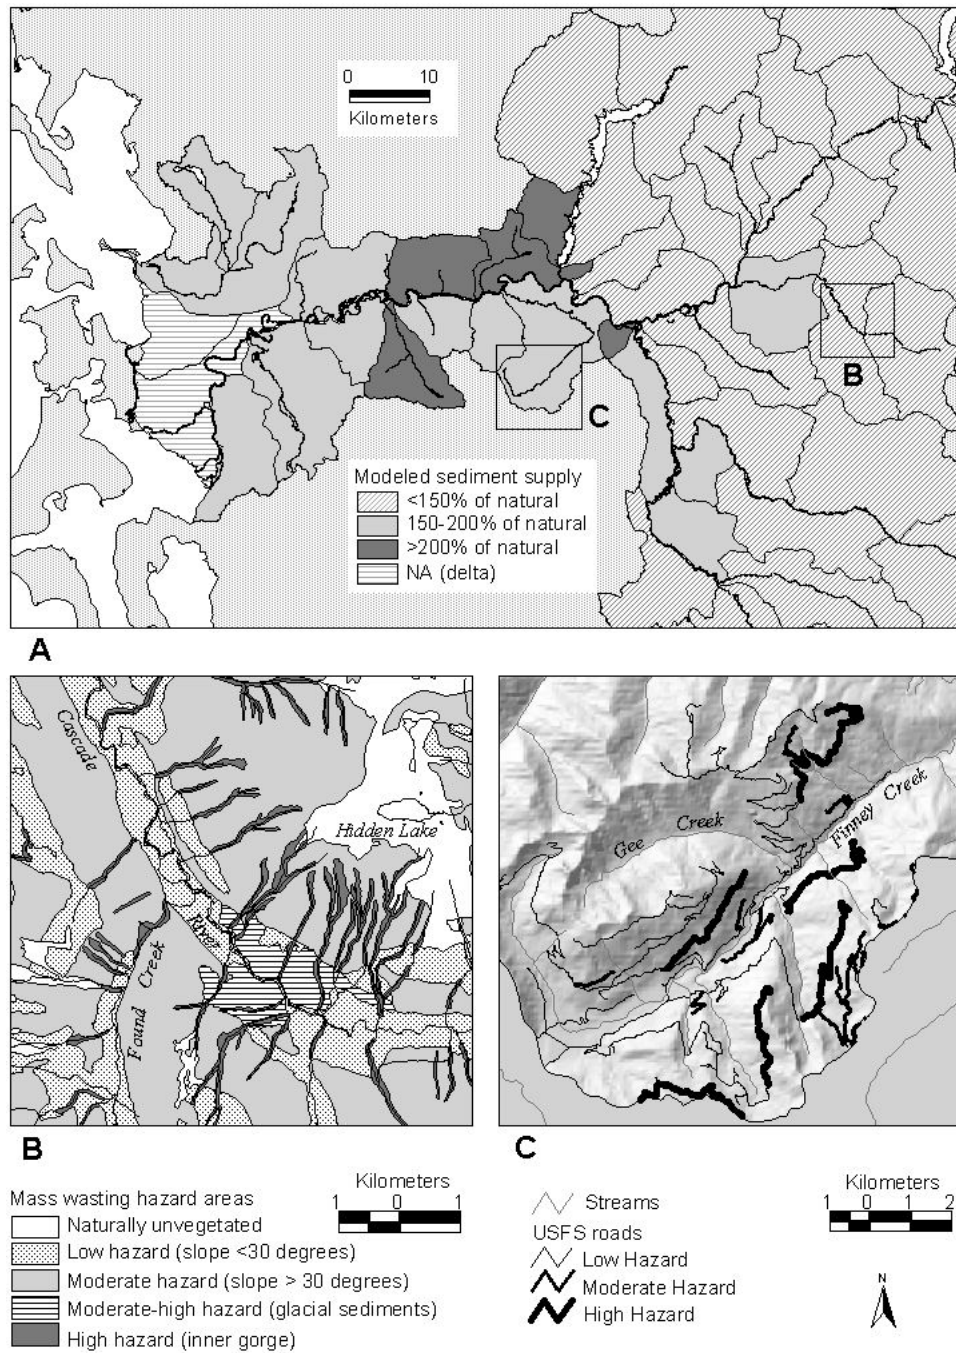 0 10
Kilometers
B
C
Modeled sediment supply
<150% of natural
150-200% of natural
>200% of natural
NA (delta)
A
Cascade
River
Hidden Lake
Found Creek
Gee Creek
Finney Creek
B
C
Mass wasting hazard areas
Naturally unvegetated
Low hazard (slope <30 degrees)
Moderate hazard (slope > 30 degrees)
Moderate-high hazard (glacial sediments)
High hazard (inner gorge)
Kilometers
1 0 1
Streams
USFS roads
Low Hazard
Moderate Hazard
High Hazard
Kilometers
1 0 1 2
N